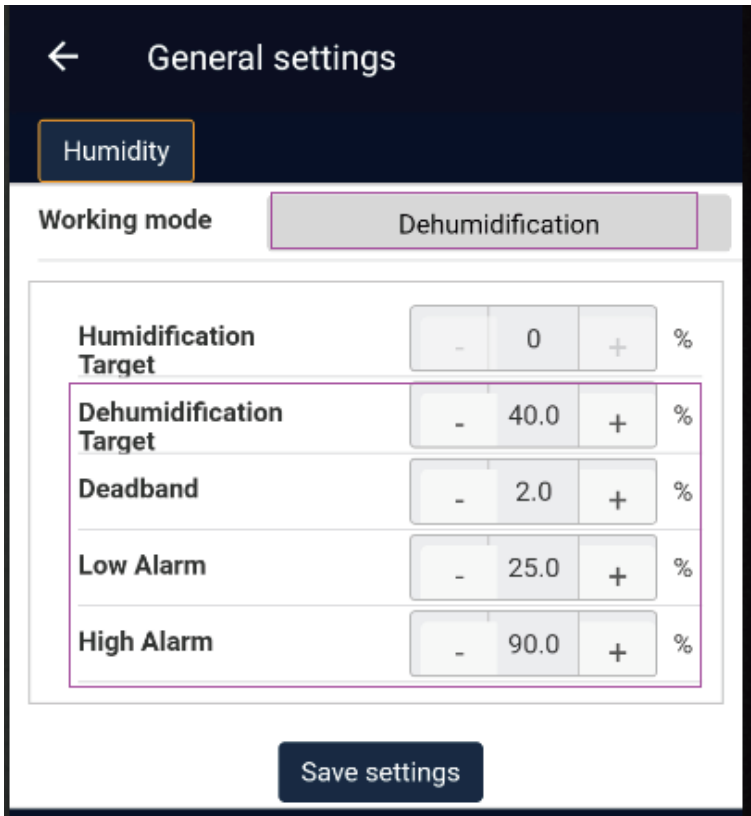 General settings
Humidity
Working mode Dehumidification
Humidification
Target - 0 + %
Dehumidification
Target - 40.0 + %
Deadband - 2.0 + %
Low Alarm - 25.0 + %
High Alarm - 90.0 + %
Save settings